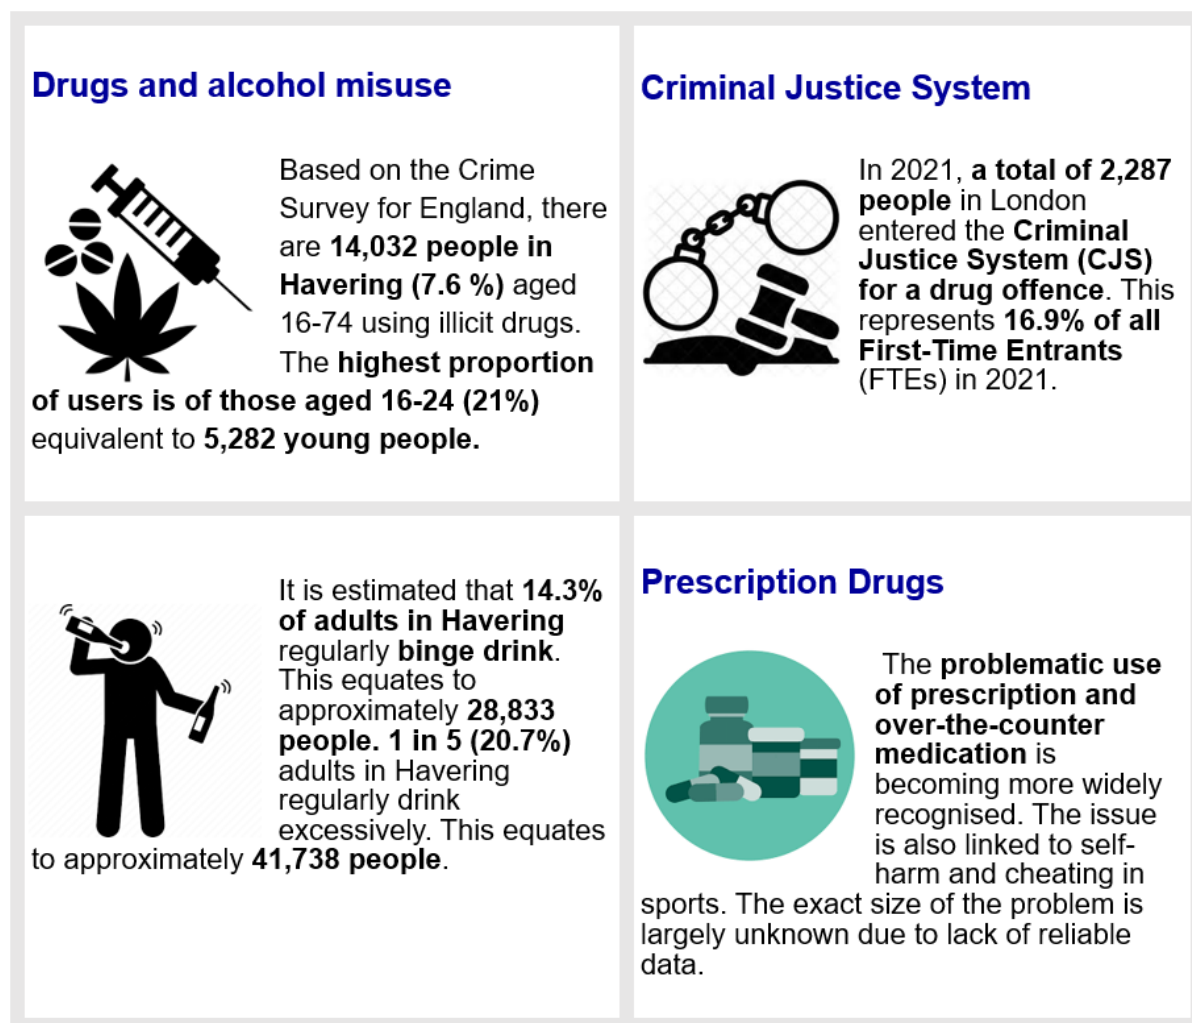 Drugs and alcohol misuse
Based on the Crime
Survey for England, there
are 14,032 people in
Havering (7.6 %) aged
16-74 using illicit drugs.
The highest proportion
of users is of those aged 16-24 (21%)
equivalent to 5,282 young people.
Criminal Justice System
In 2021, a total of 2,287
people in London
entered the Criminal
Justice System (CJS)
for a drug offence. This
represents 16.9% of all
First-Time Entrants
(FTEs) in 2021.
It is estimated that 14.3%
of adults in Havering
regularly binge drink.
This equates to
approximately 28,833
people. 1 in 5 (20.7%)
adults in Havering
regularly drink
excessively. This equates
to approximately 41,738 people.
Prescription Drugs
The problematic use
of prescription and
over-the-counter
medication is
becoming more widely
recognised. The issue
is also linked to self-
harm and cheating in
sports. The exact size of the problem is
largely unknown due to lack of reliable
data.